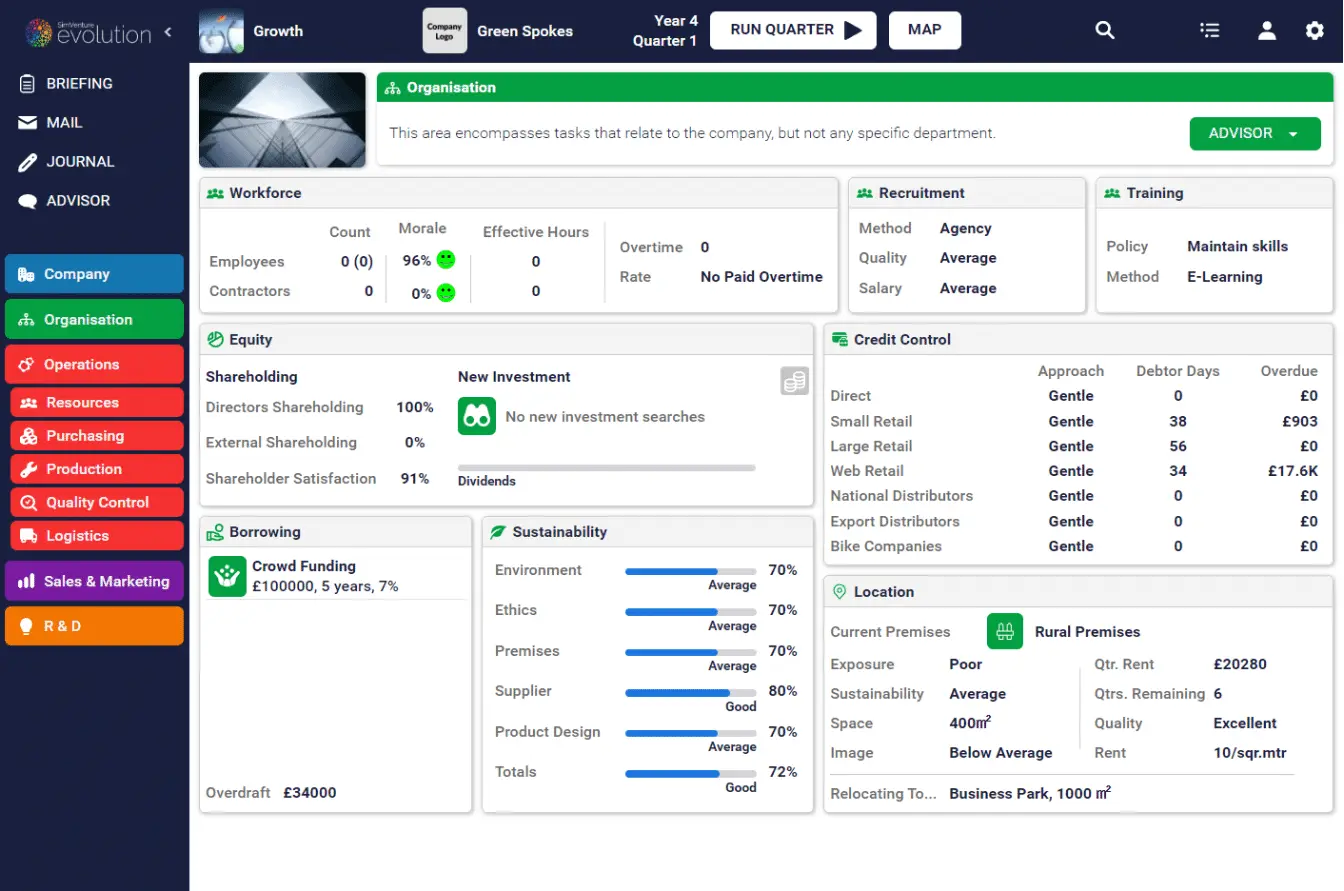 SimVenture
evolution
Growth
Company
Logo
Green Spokes
Year 4
Quarter 1
RUN QUARTER
MAP
BRIEFING
MAIL
JOURNAL
ADVISOR
Company
Organisation
Operations
Resources
Purchasing
Production
Quality Control
Logistics
Sales & Marketing
R & D
Organisation
This area encompasses tasks that relate to the company, but not any specific department.
ADVISOR
Workforce
Count Morale Effective Hours
Employees 0 (0) 96% 0
Contractors 0 0% 0
Overtime 0
Rate No Paid Overtime
Recruitment
Method Agency
Quality Average
Salary Average
Training
Policy Maintain skills
Method E-Learning
Equity
Shareholding
Directors Shareholding 100%
External Shareholding 0%
Shareholder Satisfaction 91%
New Investment
No new investment searches
Dividends
Credit Control
Approach Debtor Days Overdue
Direct Gentle 0 £0
Small Retail Gentle 38 £903
Large Retail Gentle 56 £0
Web Retail Gentle 34 £17.6K
National Distributors Gentle 0 £0
Export Distributors Gentle 0 £0
Bike Companies Gentle 0 £0
Borrowing
Crowd Funding
£100000, 5 years, 7%
Overdraft £34000
Sustainability
Environment 70%
Average
Ethics 70%
Average
Premises 70%
Average
Supplier 80%
Good
Product Design 70%
Average
Totals 72%
Good
Location
Current Premises Rural Premises
Exposure Poor
Sustainability Average
Space 400m²
Image Below Average
Qtr. Rent £20280
Qtrs. Remaining 6
Quality Excellent
Rent 10/sqr.mtr
Relocating To... Business Park, 1000 m²